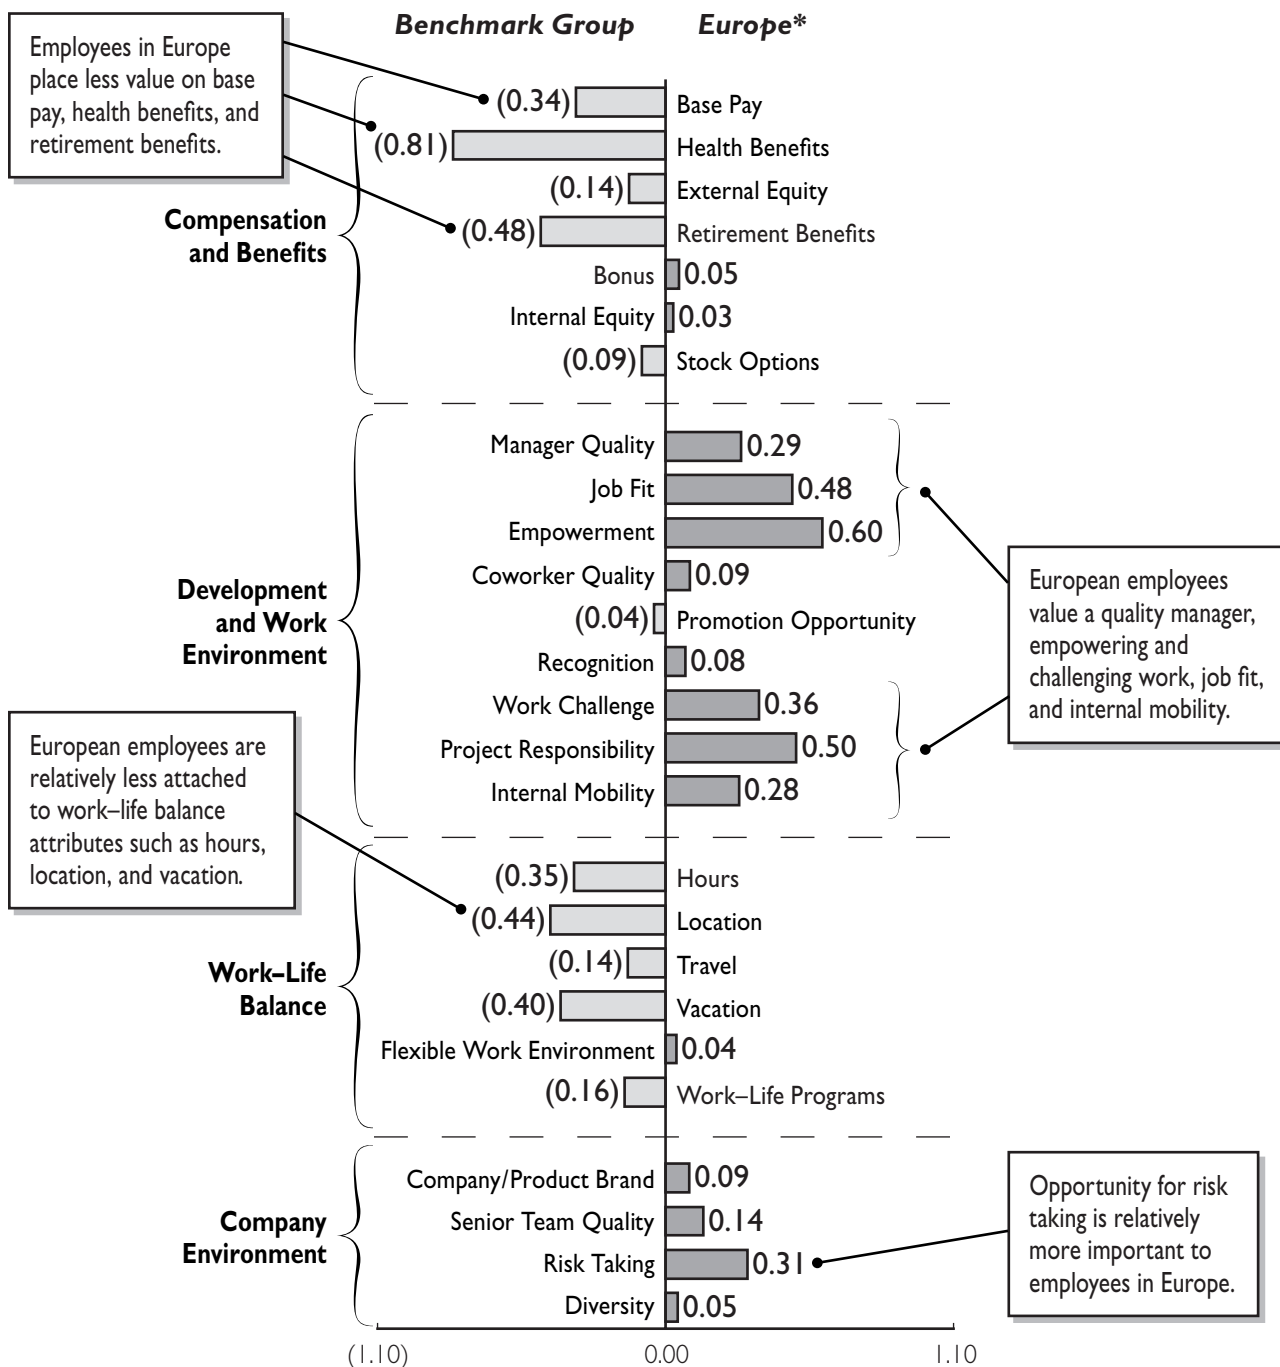 Benchmark Group Europe*
Employees in Europe
place less value on base
pay, health benefits, and
retirement benefits.
Compensation
and Benefits
(0.34) Base Pay
(0.81) Health Benefits
(0.14) External Equity
(0.48) Retirement Benefits
Bonus 0.05
Internal Equity 0.03
(0.09) Stock Options
Development
and Work
Environment
Manager Quality 0.29
Job Fit 0.48
Empowerment 0.60
Coworker Quality 0.09
(0.04) Promotion Opportunity
Recognition 0.08
Work Challenge 0.36
Project Responsibility 0.50
Internal Mobility 0.28
European employees
value a quality manager,
empowering and
challenging work, job fit,
and internal mobility.
European employees are
relatively less attached
to work–life balance
attributes such as hours,
location, and vacation.
Work–Life
Balance
(0.35) Hours
(0.44) Location
(0.14) Travel
(0.40) Vacation
Flexible Work Environment 0.04
(0.16) Work–Life Programs
Company
Environment
Company/Product Brand 0.09
Senior Team Quality 0.14
Risk Taking 0.31
Diversity 0.05
Opportunity for risk
taking is relatively
more important to
employees in Europe.
(1.10) 0.00 1.10